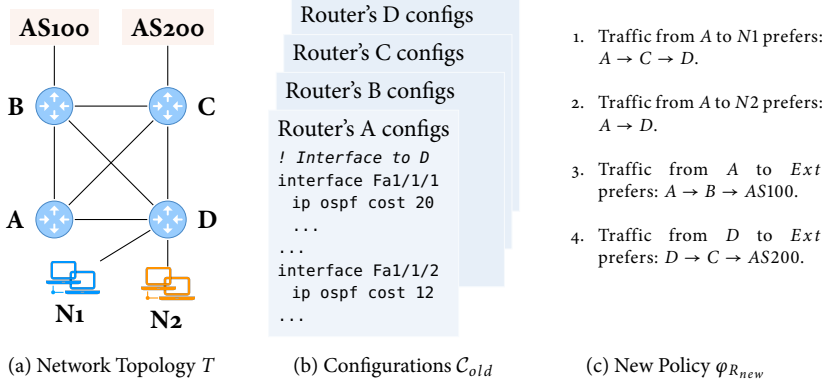 AS100 AS200
B C
A D
N1 N2
(a) Network Topology T
Router's D configs
Router's C configs
Router's B configs
Router's A configs
! Interface to D
interface Fa1/1/1
ip ospf cost 20
...
...
interface Fa1/1/2
ip ospf cost 12
...
(b) Configurations 𝒞old
1. Traffic from A to N1 prefers:
A → C → D.
2. Traffic from A to N2 prefers:
A → D.
3. Traffic from A to Ext
prefers: A → B → AS100.
4. Traffic from D to Ext
prefers: D → C → AS200.
(c) New Policy φRnew